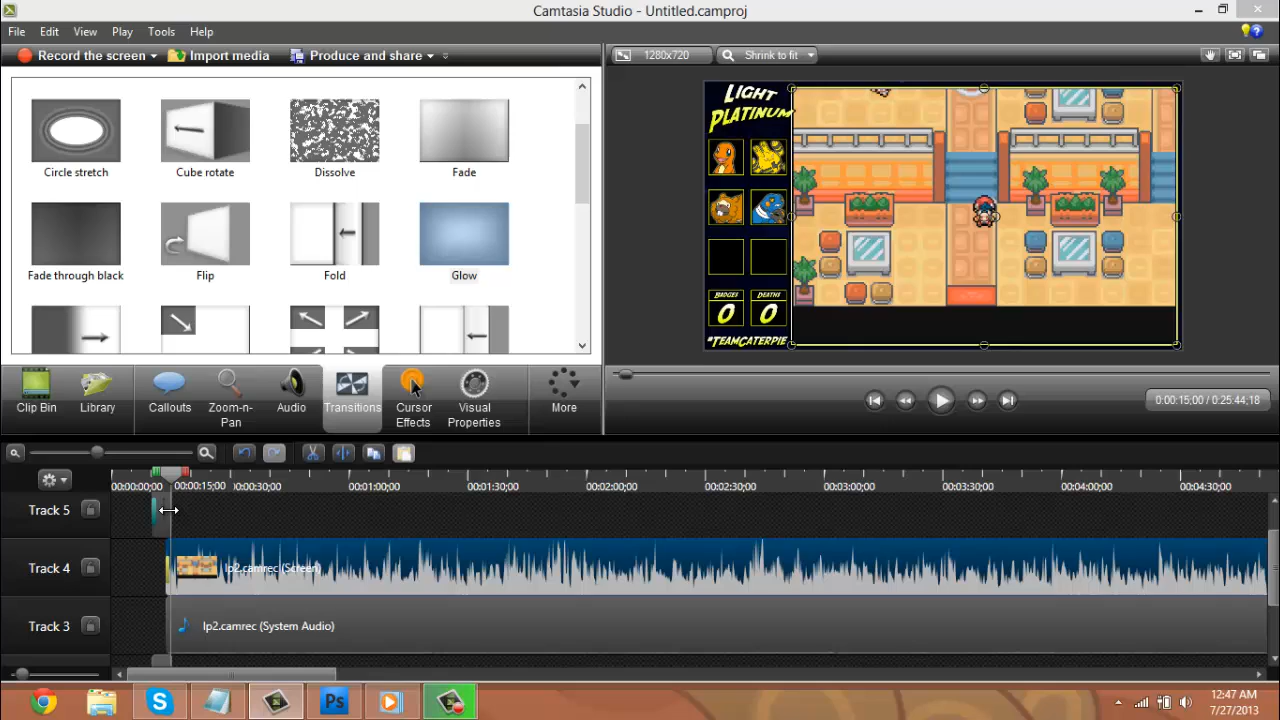 Camtasia Studio - Untitled.camproj
File Edit View Play Tools Help
Record the screen Import media Produce and share
1280x720 Shrink to fit
Circle stretch Cube rotate Dissolve Fade
Fade through black Flip Fold Glow
LIGHT
PLATINUM
BADGES DEATHS
0 0
#TEAMCATERPIE
Clip Bin Library Callouts Zoom-n-Pan Audio Transitions Cursor Effects Visual Properties More
0:00:15;00 / 0:25:44;18
00:00:00;00 00:00:15;00 00:00:30;00 00:01:00;00 00:01:30;00 00:02:00;00 00:02:30;00 00:03:00;00 00:03:30;00 00:04:00;00 00:04:30;00
Track 5
Track 4 lp2.camrec (Screen)
Track 3 lp2.camrec (System Audio)
Ps
12:47 AM
7/27/2013